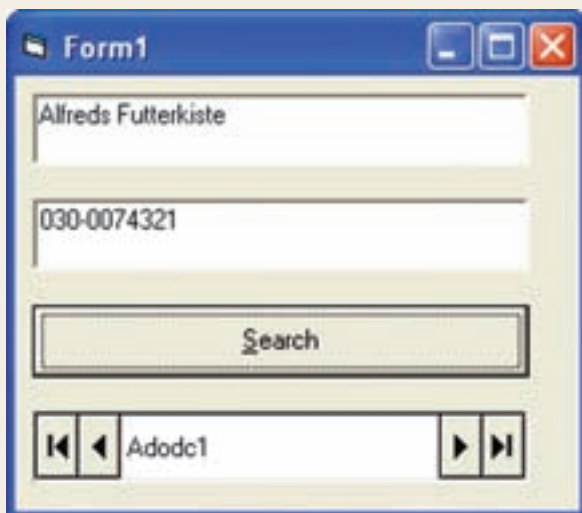 Form1
Alfreds Futterkiste
030-0074321
Search
Adodc1